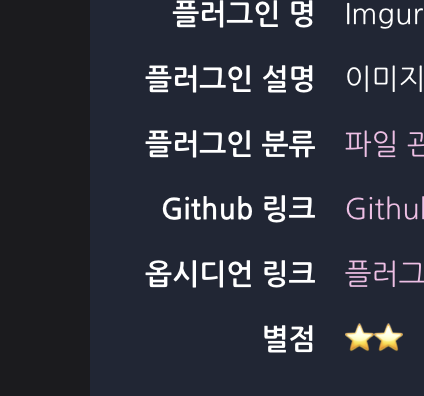 플러그인 명 Imgur
플러그인 설명 이미지
플러그인 분류 파일
Github 링크 Githu
옵시디언 링크 플러그
별점 ⭐⭐